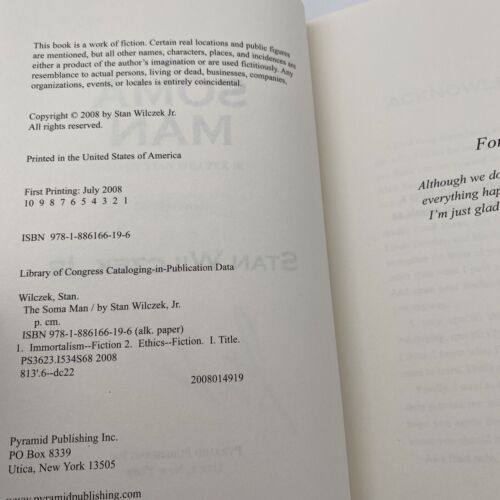 This book is a work of fiction. Certain real locations and public figures
are mentioned, but all other names, characters, places, and incidences are
either a product of the author's imagination or are used fictitiously. Any
resemblance to actual persons, living or dead, businesses, companies,
organizations, events, or locales is entirely coincidental.
Copyright © 2008 by Stan Wilczek Jr.
All rights reserved.
Printed in the United States of America
First Printing: July 2008
10 9 8 7 6 5 4 3 2 1
ISBN 978-1-886166-19-6
Library of Congress Cataloging-in-Publication Data
Wilczek, Stan.
The Soma Man / by Stan Wilczek, Jr.
p. cm.
ISBN 978-1-886166-19-6 (alk. paper)
1. Immortalism--Fiction 2. Ethics--Fiction. I. Title.
PS3623.I534S68 2008
813'.6--dc22
2008014919
Pyramid Publishing Inc.
PO Box 8339
Utica, New York 13505
www.pyramidpublishing.com
For
Although we do
everything hap
I'm just glad